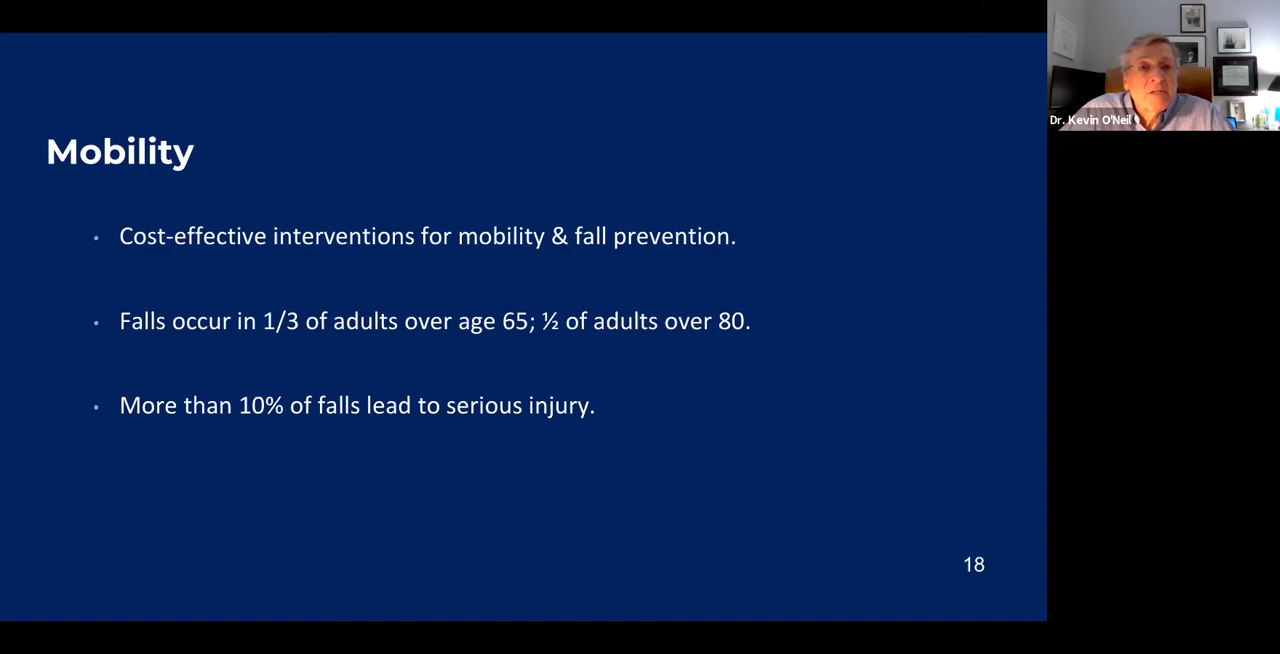 Mobility
• Cost-effective interventions for mobility & fall prevention.
• Falls occur in 1/3 of adults over age 65; ½ of adults over 80.
• More than 10% of falls lead to serious injury.
18
Dr. Kevin O'Neil